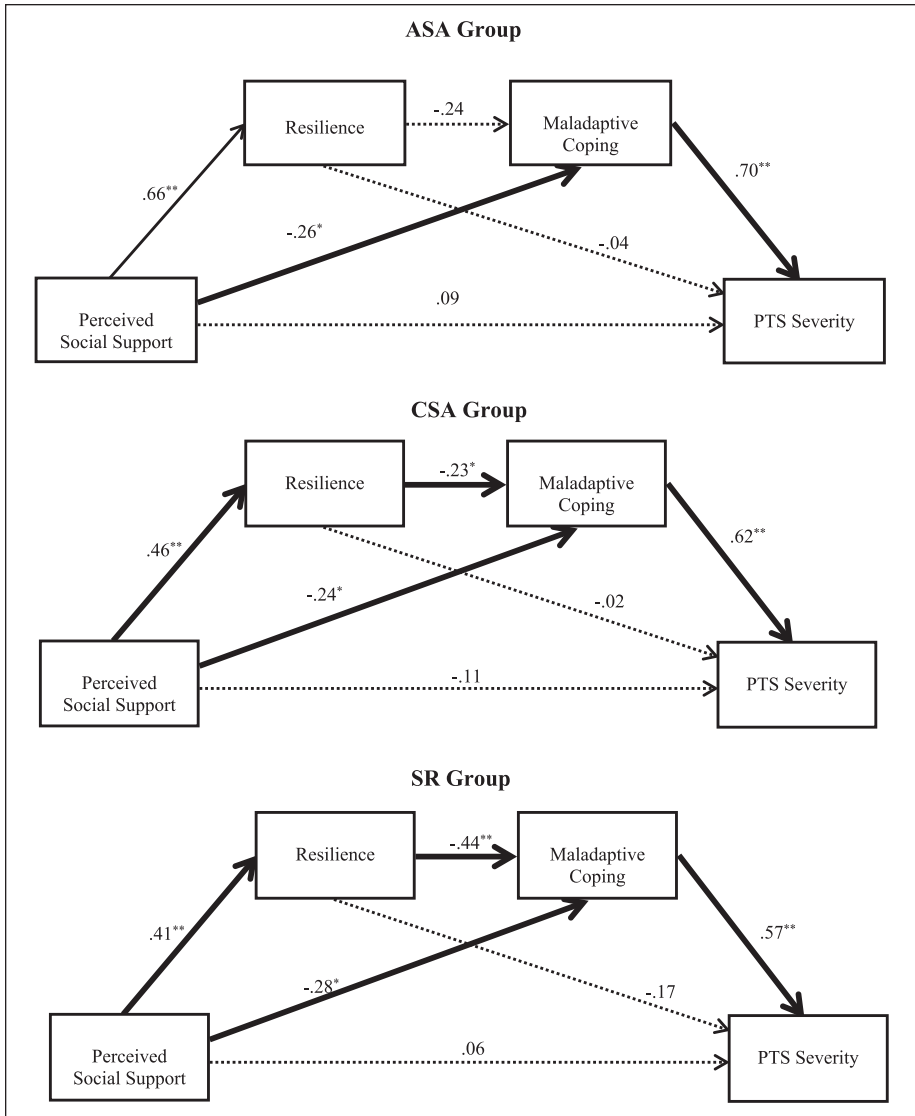 ASA Group
Resilience
-.24
Maladaptive
Coping
.66**
.70**
-.26*
-.04
.09
Perceived
Social Support
PTS Severity
CSA Group
Resilience
-.23*
Maladaptive
Coping
.46**
.62**
-.24*
-.02
Perceived
Social Support
-.11
PTS Severity
SR Group
Resilience
-.44**
Maladaptive
Coping
.41**
.57**
-.28*
-.17
Perceived
Social Support
.06
PTS Severity